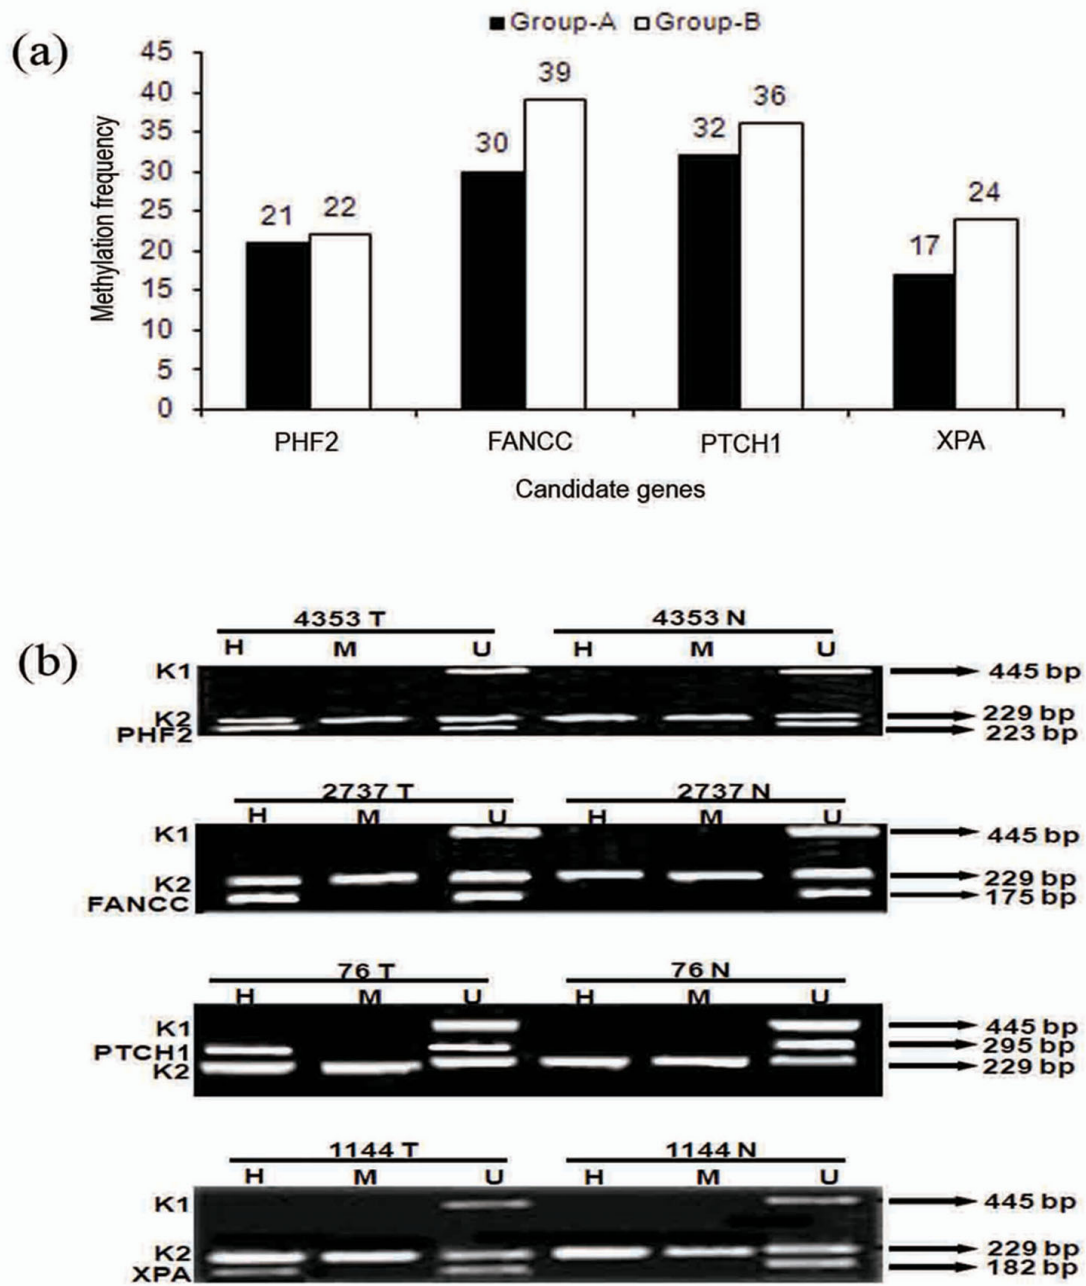 (a)
Group-A Group-B
Methylation frequency
45
40
35
30
25
20
15
10
5
0
21 22 30 39 32 36 17 24
PHF2 FANCC PTCH1 XPA
Candidate genes
(b)
4353 T 4353 N
H M U H M U
K1 445 bp
K2 229 bp
PHF2 223 bp
2737 T 2737 N
H M U H M U
K1 445 bp
K2 229 bp
FANCC 175 bp
76 T 76 N
H M U H M U
K1 445 bp
PTCH1 295 bp
K2 229 bp
1144 T 1144 N
H M U H M U
K1 445 bp
K2 229 bp
XPA 182 bp